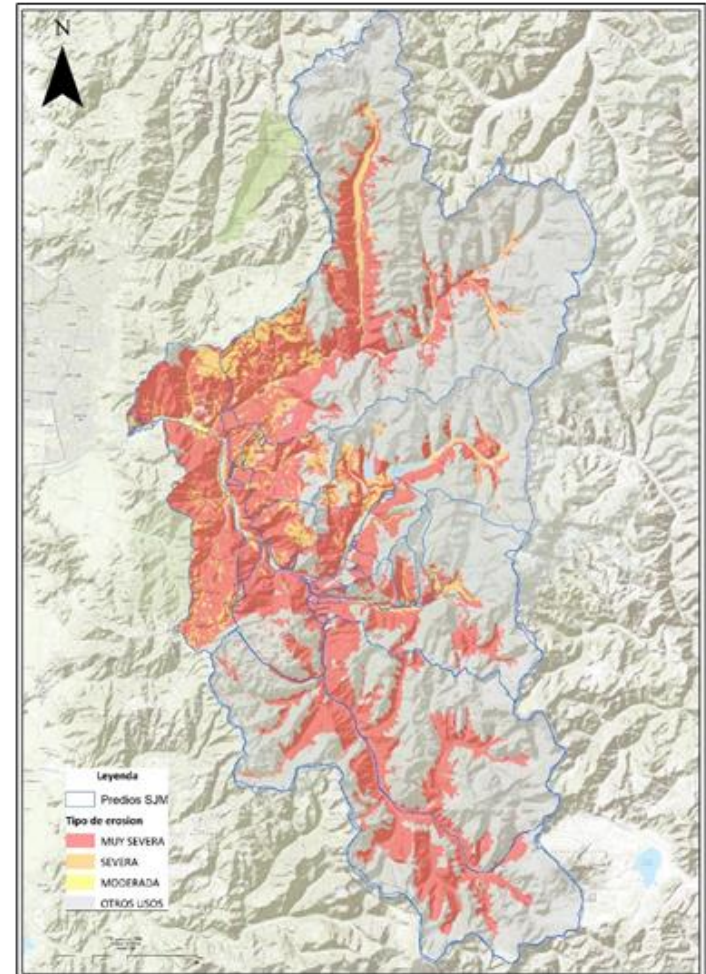 N
Leyenda
Predios SJM
Tipo de erosion
MUY SEVERA
SEVERA
MODERADA
OTROS USOS